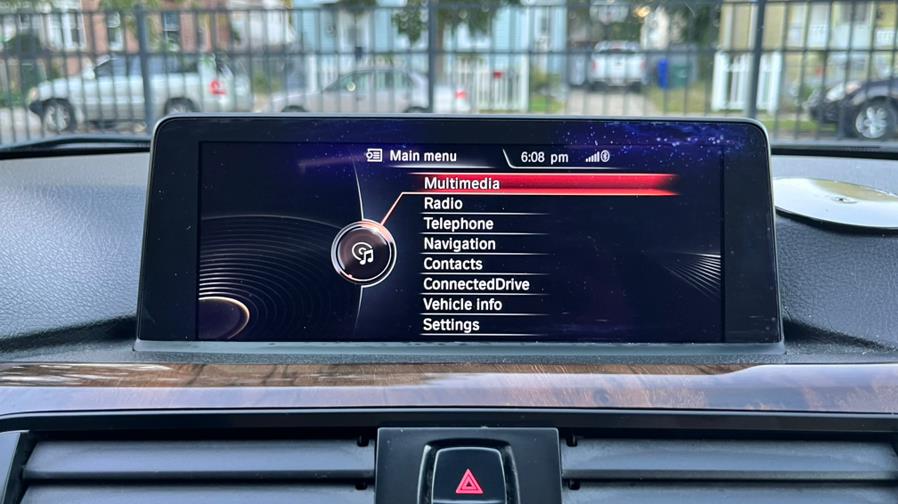 Main menu 6:08 pm
Multimedia
Radio
Telephone
Navigation
Contacts
ConnectedDrive
Vehicle info
Settings